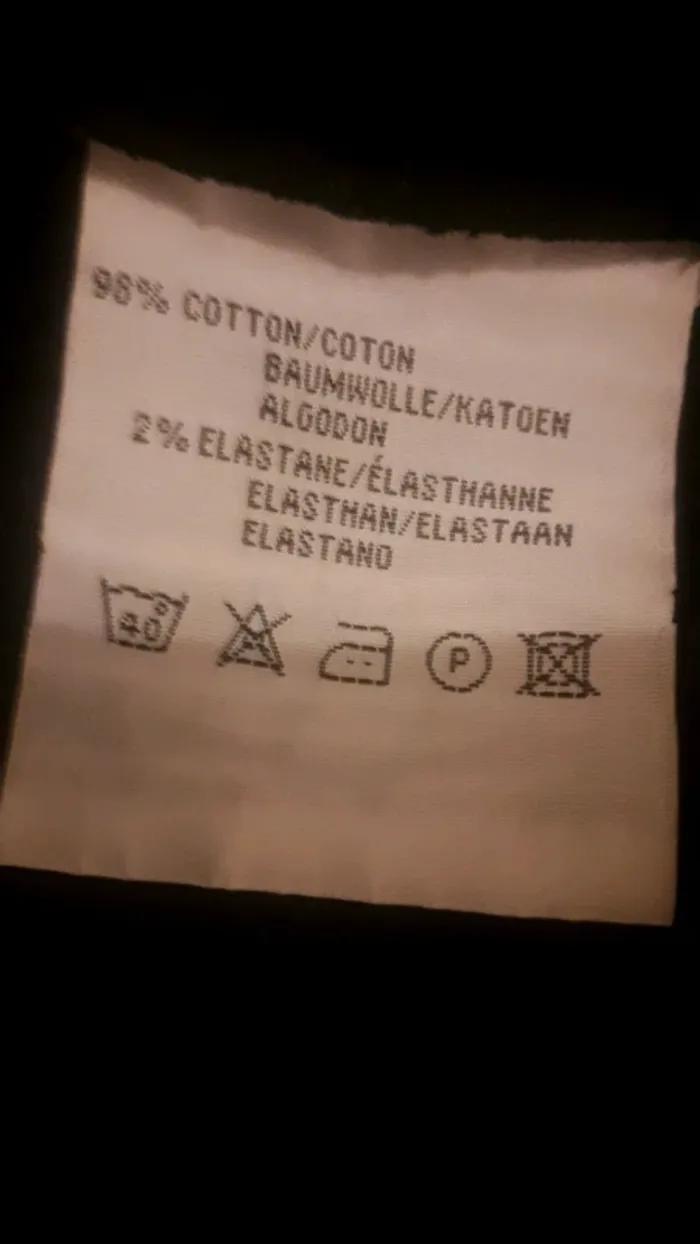 98% COTTON/COTON
BAUMWOLLE/KATOEN
ALGODON
2% ELASTANE/ÉLASTHANNE
ELASTHAN/ELASTAAN
ELASTANO
40°
P